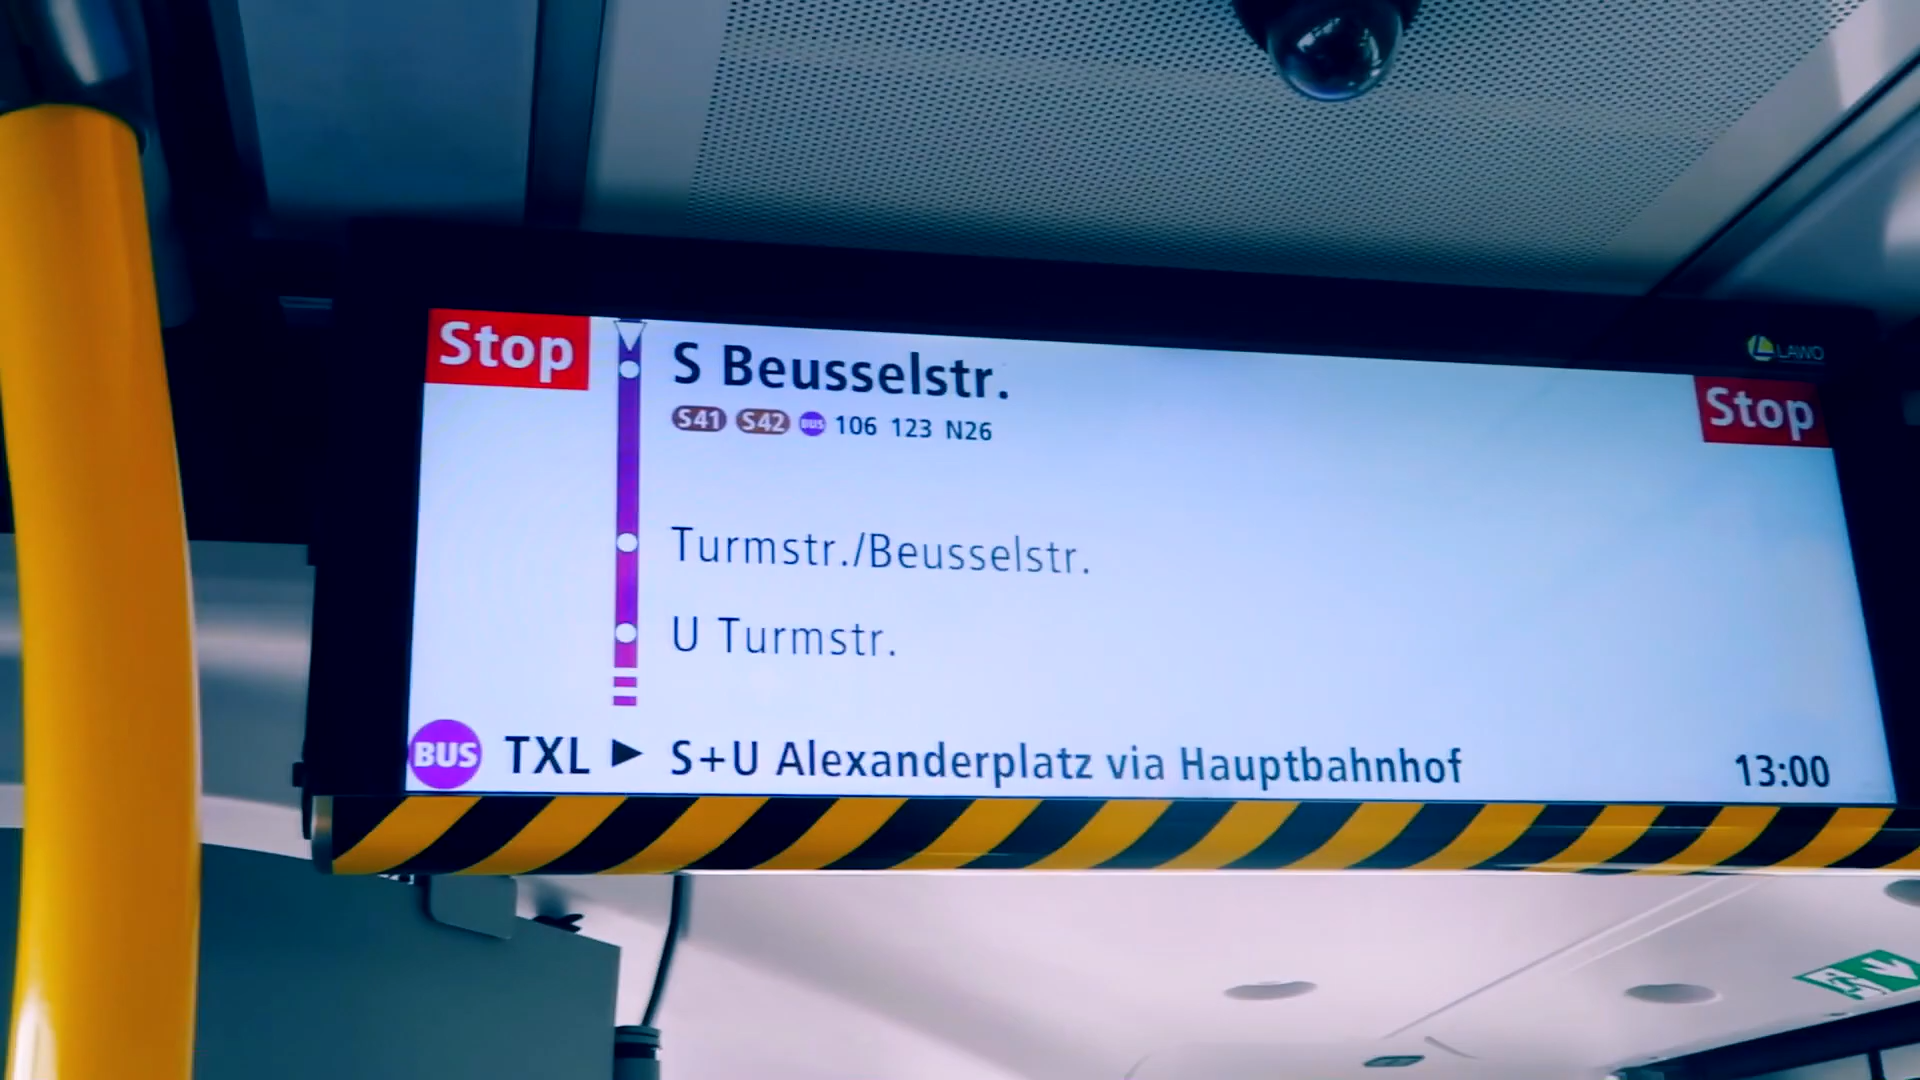 LAWO
Stop
S Beusselstr.
Stop
S41 S42 BUS 106 123 N26
Turmstr./Beusselstr.
U Turmstr.
BUS TXL ► S+U Alexanderplatz via Hauptbahnhof 13:00